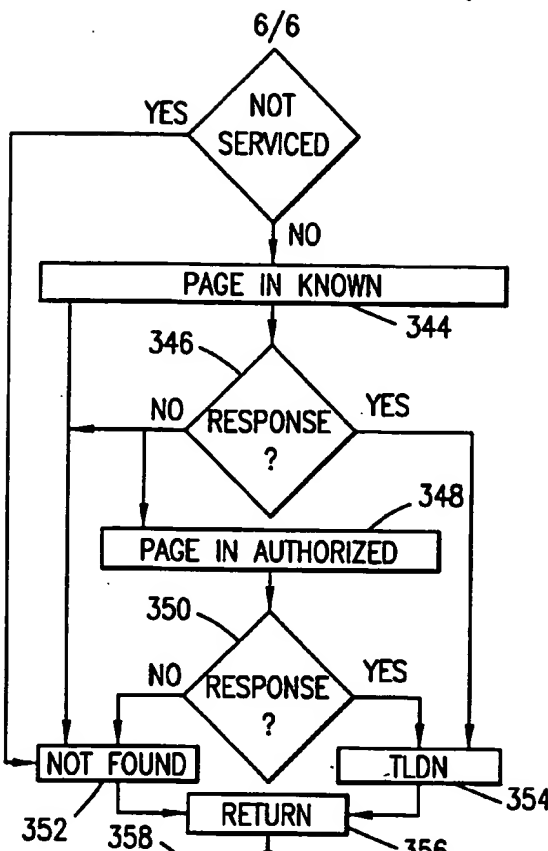 6/6
YES
NOT
SERVICED
NO
PAGE IN KNOWN
344
346
NO
RESPONSE
?
YES
348
PAGE IN AUTHORIZED
350
NO
RESPONSE
?
YES
NOT FOUND
TLDN
352
354
RETURN
358
356